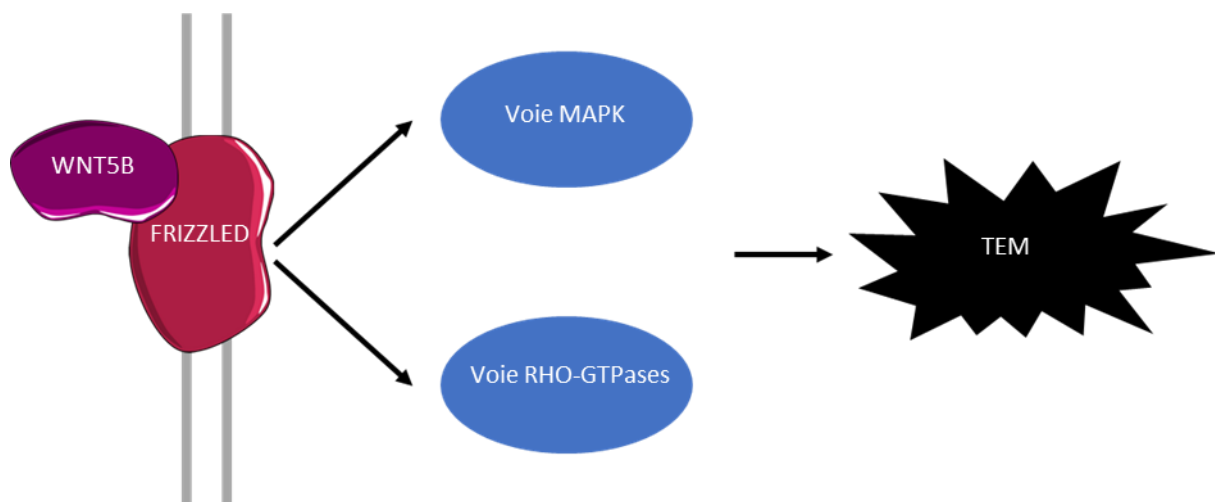 WNT5B
FRIZZLED
Voie MAPK
Voie RHO-GTPases
TEM